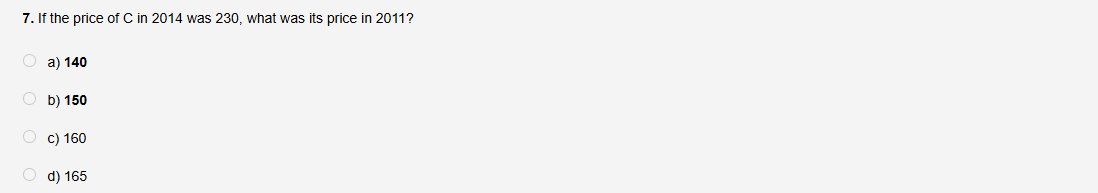 7. If the price of C in 2014 was 230, what was its price in 2011?
a) 140
b) 150
c) 160
d) 165